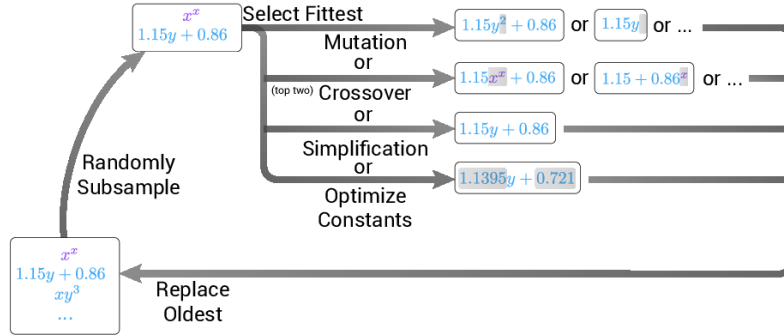 x^x
1.15y + 0.86
Select Fittest
1.15y^2 + 0.86 or 1.15y or ...
Mutation
or
1.15x^x + 0.86 or 1.15 + 0.86^x or ...
(top two) Crossover
or
1.15y + 0.86
Simplification
or
1.1395y + 0.721
Optimize
Constants
Randomly
Subsample
x^x
1.15y + 0.86
xy^3
...
Replace
Oldest